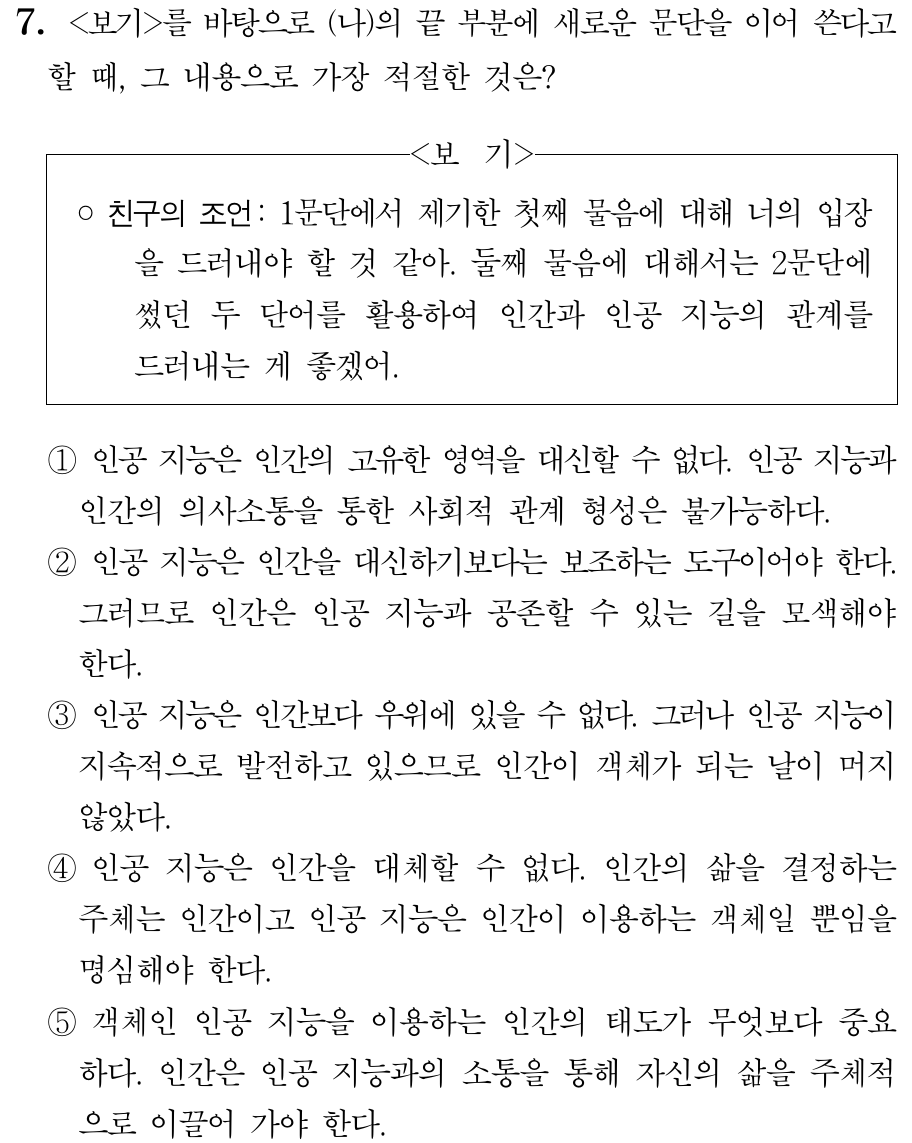 7. <보기>를 바탕으로 (나)의 끝 부분에 새로운 문단을 이어 쓴다고
할 때, 그 내용으로 가장 적절한 것은?
<보 기>
○ 친구의 조언: 1문단에서 제기한 첫째 물음에 대해 너의 입장
을 드러내야 할 것 같아. 둘째 물음에 대해서는 2문단에
썼던 두 단어를 활용하여 인간과 인공 지능의 관계를
드러내는 게 좋겠어.
① 인공 지능은 인간의 고유한 영역을 대신할 수 없다. 인공 지능과
인간의 의사소통을 통한 사회적 관계 형성은 불가능하다.
② 인공 지능은 인간을 대신하기보다는 보조하는 도구이어야 한다.
그러므로 인간은 인공 지능과 공존할 수 있는 길을 모색해야
한다.
③ 인공 지능은 인간보다 우위에 있을 수 없다. 그러나 인공 지능이
지속적으로 발전하고 있으므로 인간이 객체가 되는 날이 머지
않았다.
④ 인공 지능은 인간을 대체할 수 없다. 인간의 삶을 결정하는
주체는 인간이고 인공 지능은 인간이 이용하는 객체일 뿐임을
명심해야 한다.
⑤ 객체인 인공 지능을 이용하는 인간의 태도가 무엇보다 중요
하다. 인간은 인공 지능과의 소통을 통해 자신의 삶을 주체적
으로 이끌어 가야 한다.